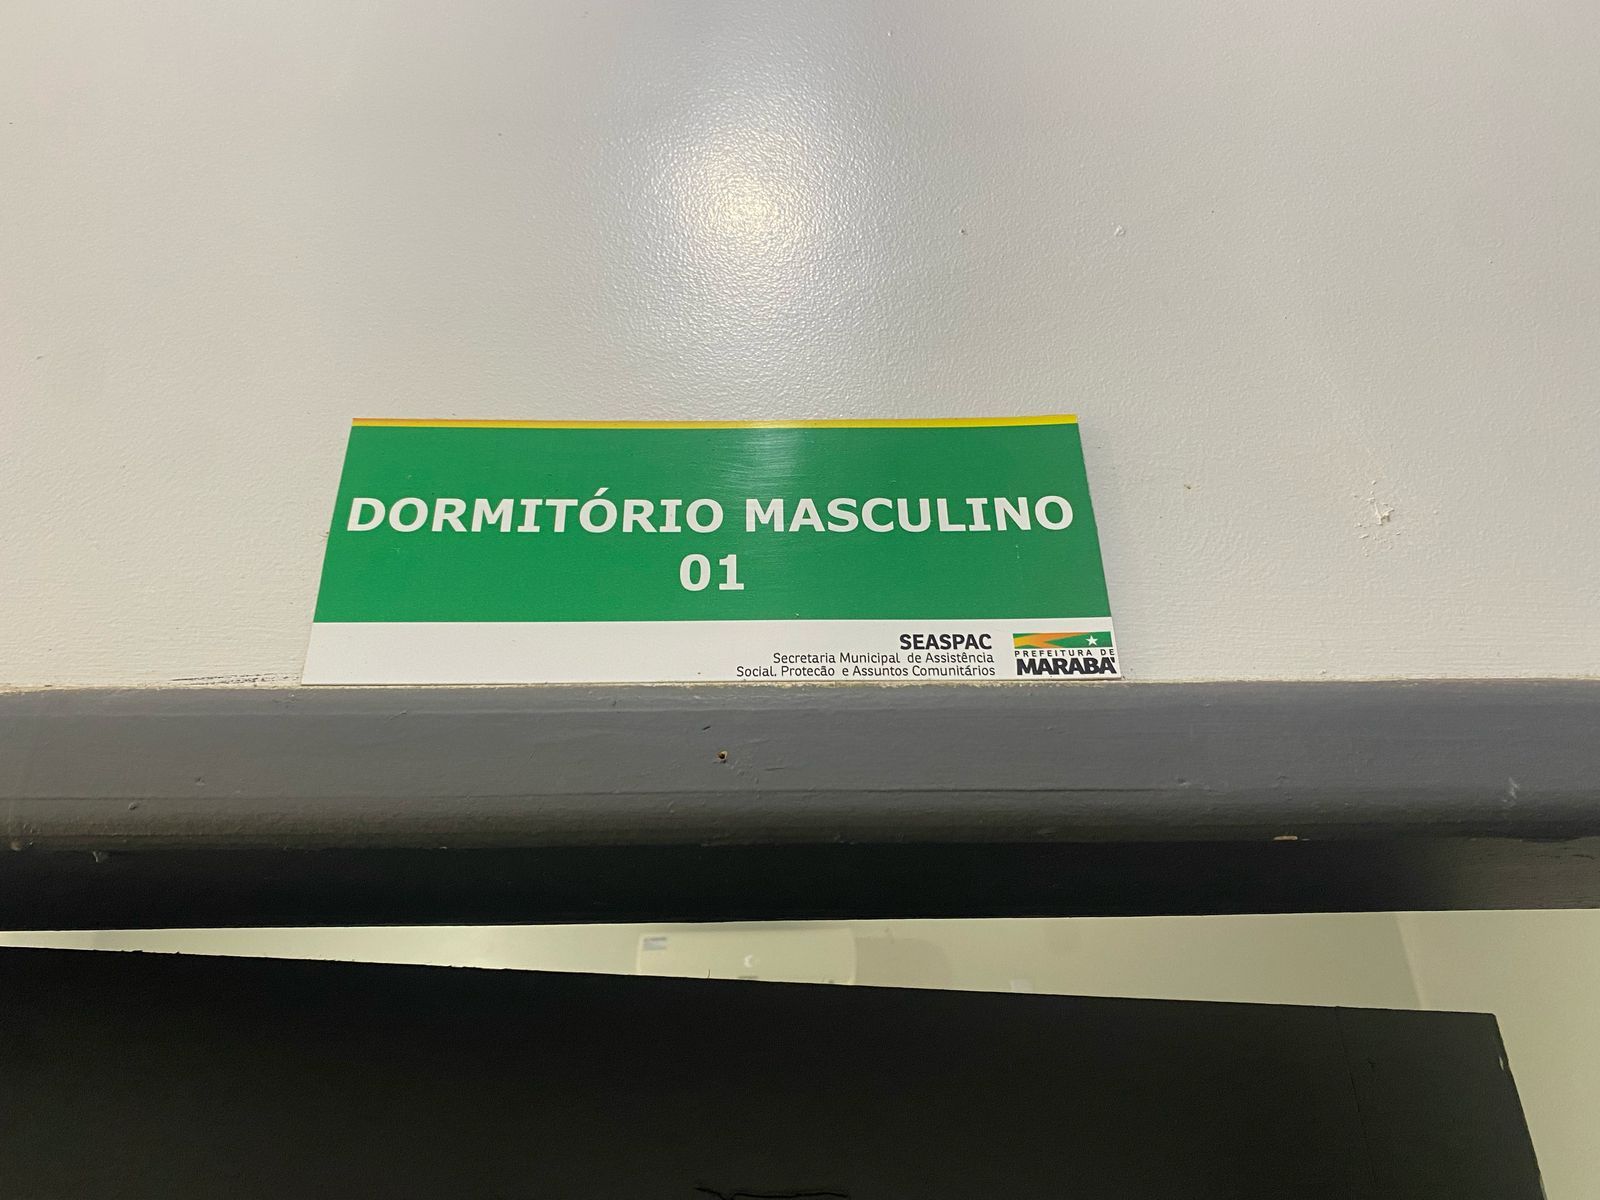 DORMITÓRIO MASCULINO
01
SEASPAC
Secretaria Municipal de Assistência
Social, Proteção e Assuntos Comunitários
PREFEITURA DE
MARABÁ